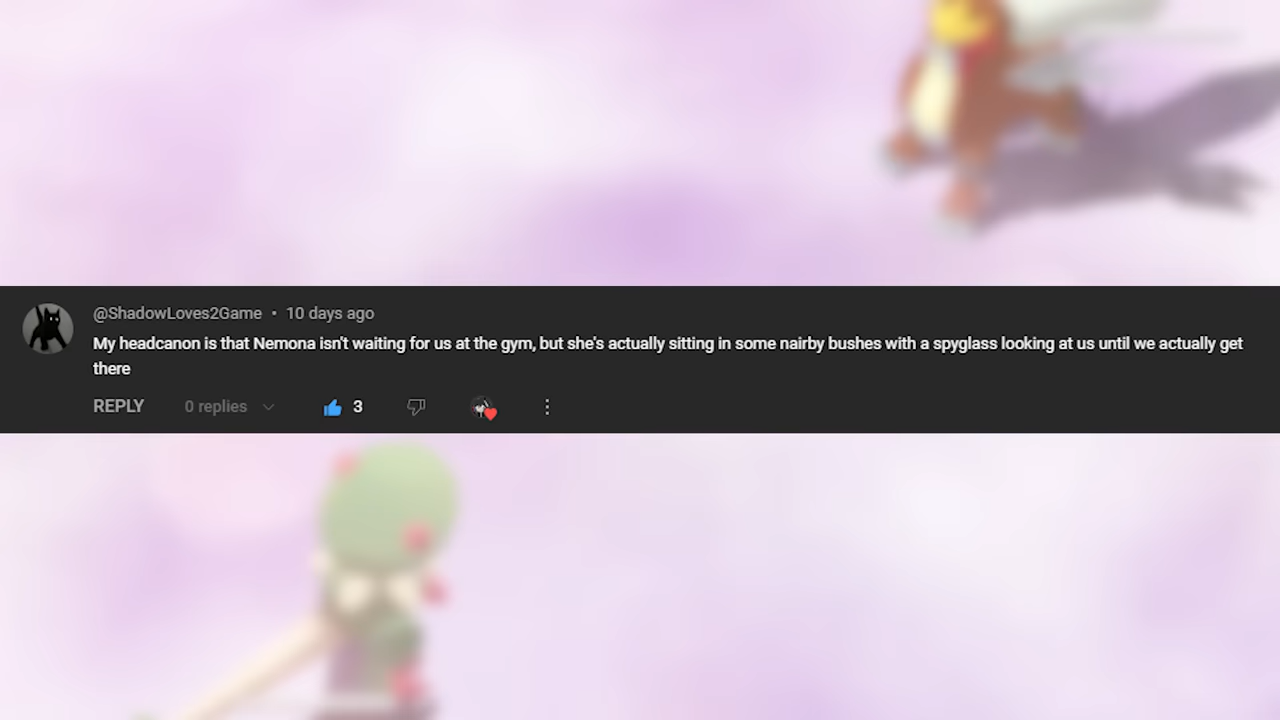 @ShadowLoves2Game • 10 days ago
My headcanon is that Nemona isn't waiting for us at the gym, but she's actually sitting in some nairby bushes with a spyglass looking at us until we actually get
there
REPLY 0 replies 3